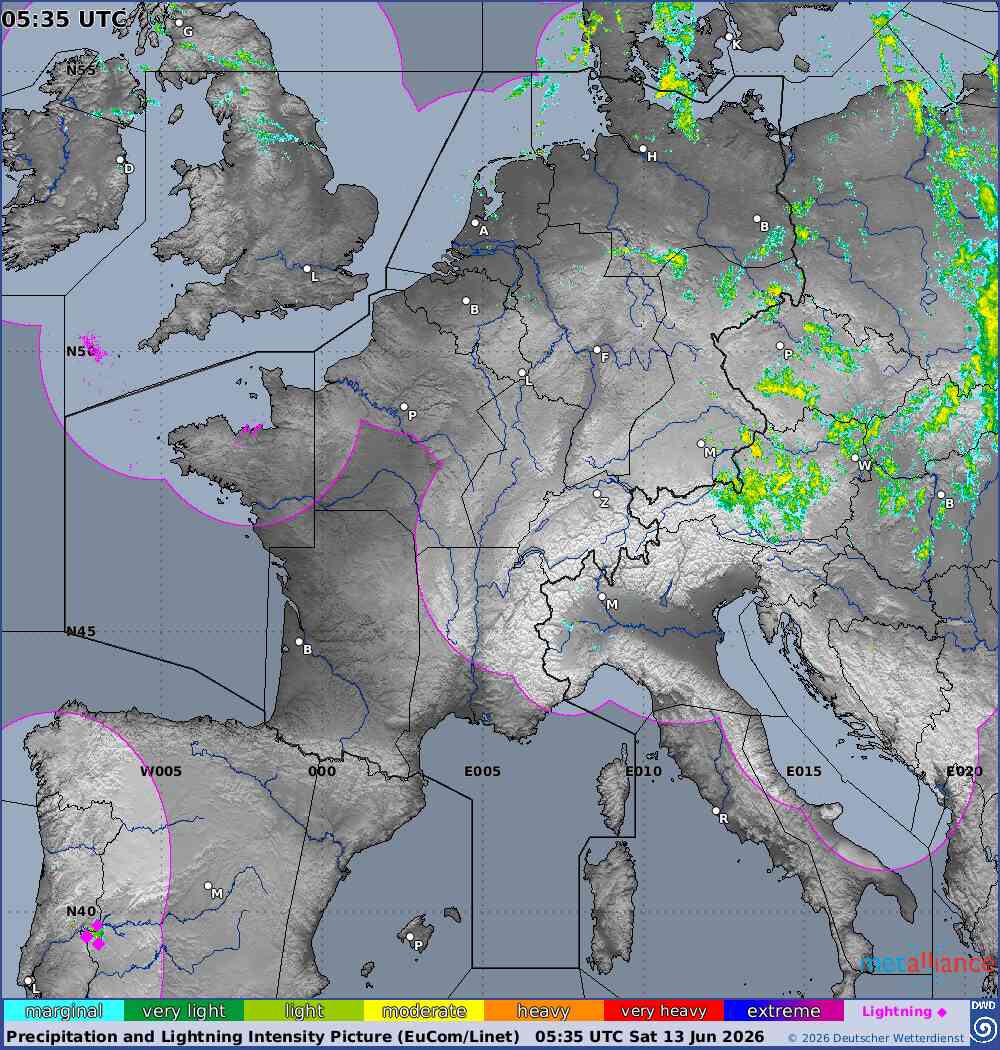 05:35 UTC
G
K
N55
H
D
A
B
L
B
N50
F
P
L
P
M
W
Z
B
M
N45
B
W005
000
E005
E010
E015
E020
R
M
N40
P
L
metalliance
marginal very light light moderate heavy very heavy extreme Lightning ◆
DWD
Precipitation and Lightning Intensity Picture (EuCom/Linet) 05:35 UTC Sat 13 Jun 2026 © 2026 Deutscher Wetterdienst